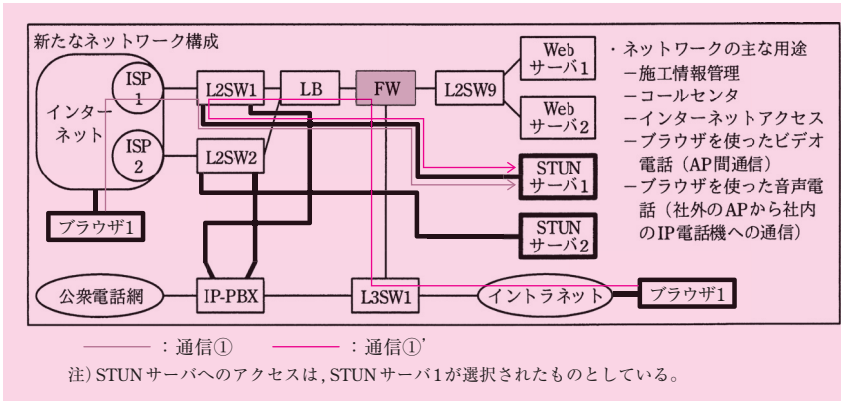 新たなネットワーク構成
ISP
1
インター
ネット
ISP
2
L2SW1
LB
FW
L2SW9
L2SW2
Web
サーバ1
Web
サーバ2
STUN
サーバ1
STUN
サーバ2
ブラウザ1
公衆電話網
IP-PBX
L3SW1
イントラネット
ブラウザ1
・ネットワークの主な用途
－施工情報管理
－コールセンタ
－インターネットアクセス
－ブラウザを使ったビデオ
電話（AP間通信）
－ブラウザを使った音声電
話（社外のAPから社内
のIP電話機への通信）
：通信①
：通信①’
注）STUNサーバへのアクセスは，STUNサーバ1が選択されたものとしている。